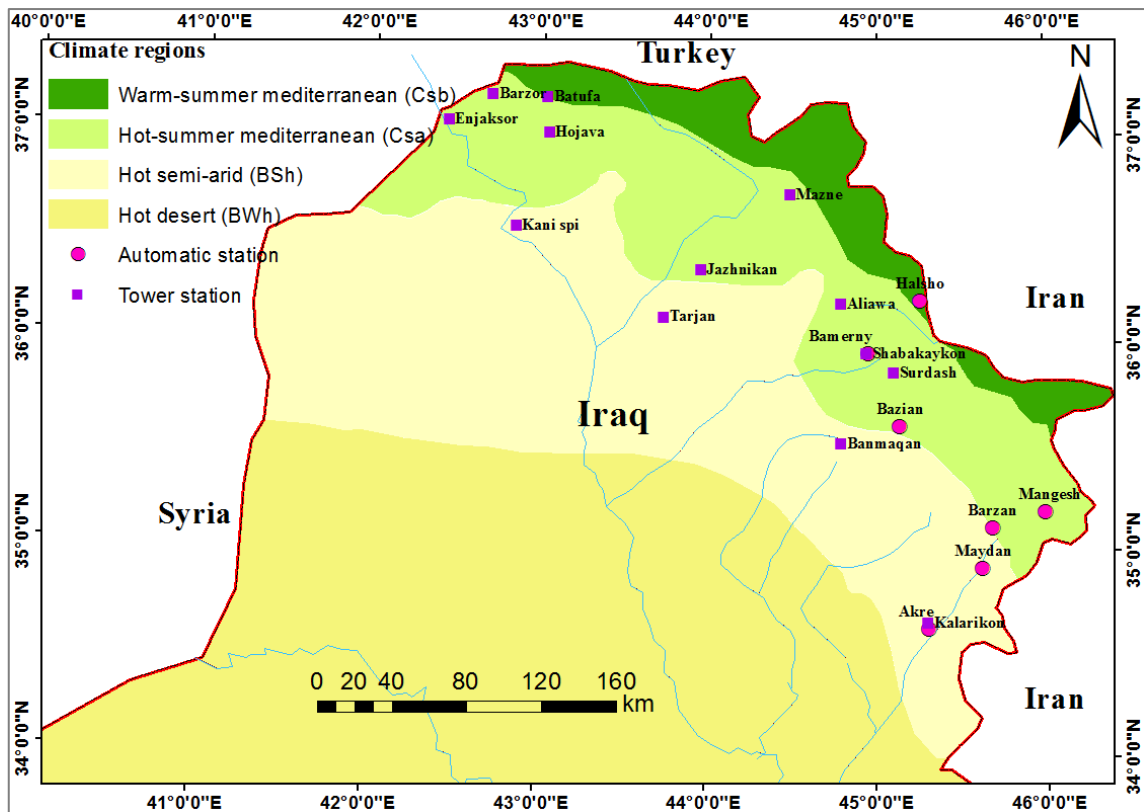 40°0'0"E 41°0'0"E 42°0'0"E 43°0'0"E 44°0'0"E 45°0'0"E 46°0'0"E
Turkey
N
Climate regions
Warm-summer mediterranean (Csb)
Hot-summer mediterranean (Csa)
Hot semi-arid (BSh)
Hot desert (BWh)
Automatic station
Tower station
37°0'0"N
36°0'0"N
35°0'0"N
34°0'0"N
37°0'0"N
36°0'0"N
35°0'0"N
34°0'0"N
Barzor
Batufa
Enjaksor
Hojava
Mazne
Kani spi
Jazhnikan
Halsho
Iran
Aliawa
Tarjan
Bamerny
Shabakaykon
Surdash
Iraq
Bazian
Banmaqan
Syria
Mangesh
Barzan
Maydan
Akre
Kalarikon
0 20 40 80 120 160
km
Iran
41°0'0"E 42°0'0"E 43°0'0"E 44°0'0"E 45°0'0"E 46°0'0"E